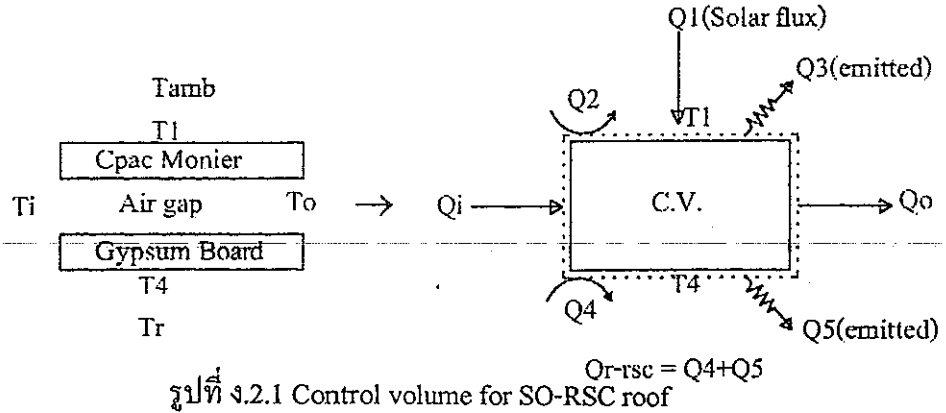 Q1(Solar flux)
Q3(emitted)
Tamb
Q2
T1
T1
Cpac Monier
Ti
Air gap
To
Qi
C.V.
Qo
Gypsum Board
T4
T4
Q4
Tr
Q5(emitted)
Qr-rsc = Q4+Q5
รูปที่ ง.2.1 Control volume for SO-RSC roof